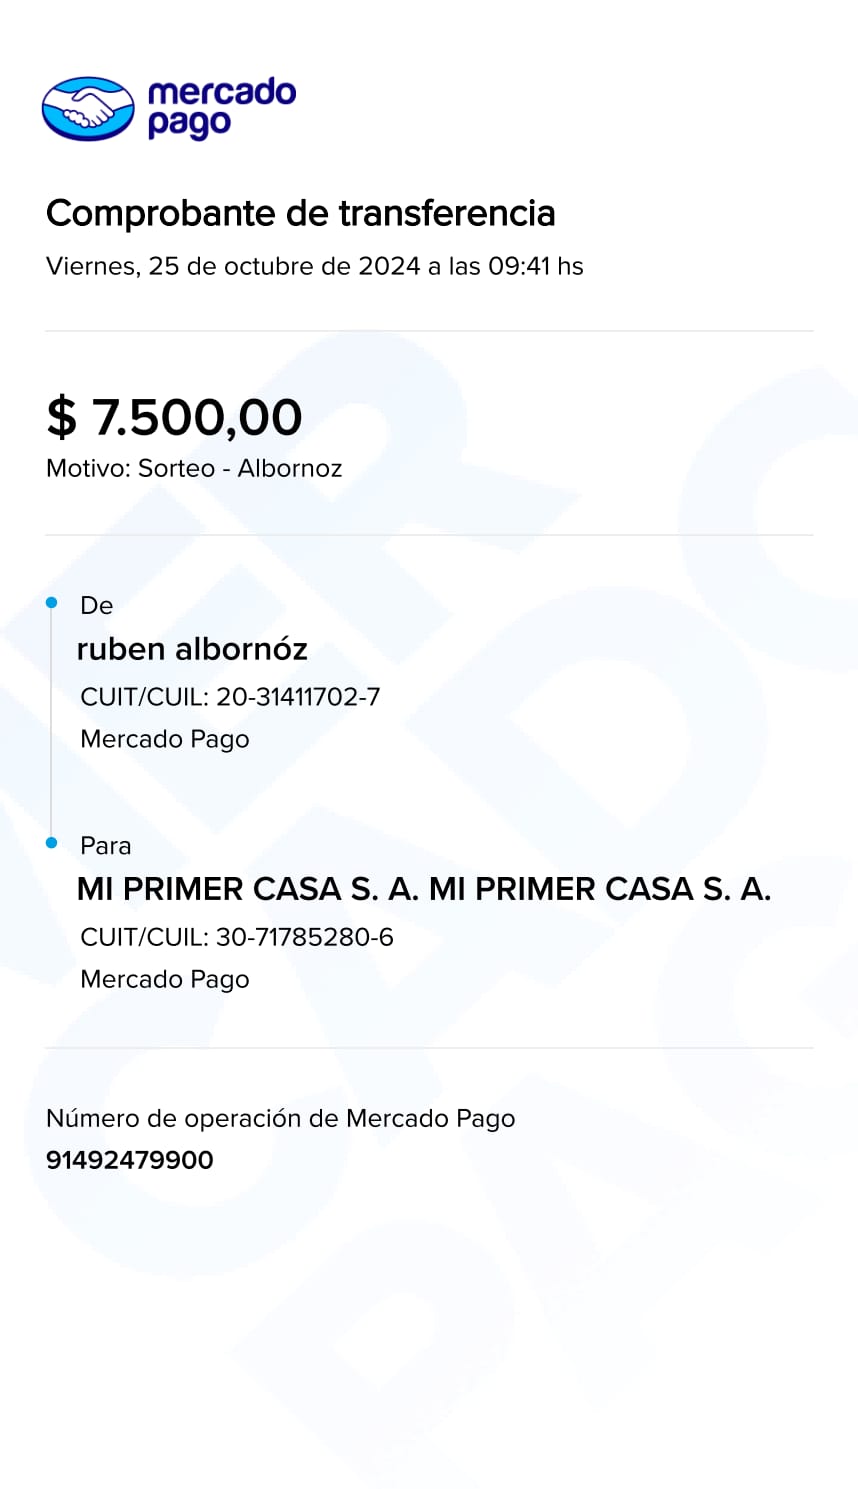 mercado
pago
Comprobante de transferencia
Viernes, 25 de octubre de 2024 a las 09:41 hs
$ 7.500,00
Motivo: Sorteo - Albornoz
De
ruben albornóz
CUIT/CUIL: 20-31411702-7
Mercado Pago
Para
MI PRIMER CASA S. A. MI PRIMER CASA S. A.
CUIT/CUIL: 30-71785280-6
Mercado Pago
Número de operación de Mercado Pago
91492479900